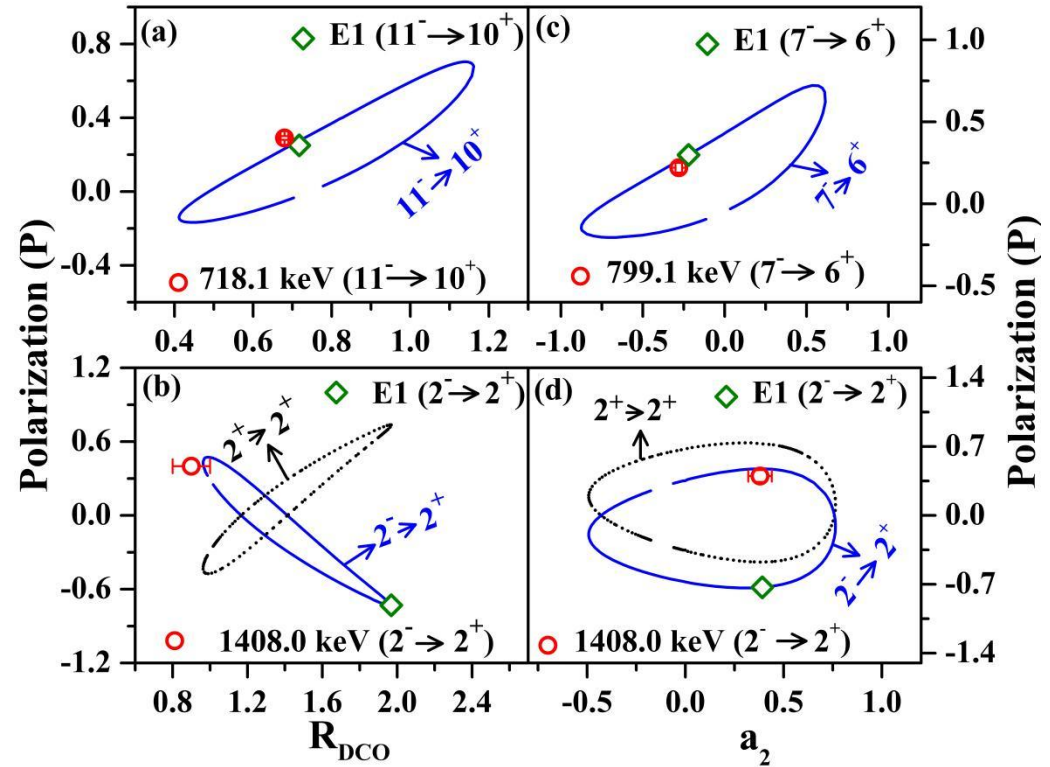 Polarization (P)
(a)
E1 (11⁻→10⁺)
11⁻→10⁺
718.1 keV (11⁻→10⁺)
0.8
0.4
0.0
-0.4
0.4 0.6 0.8 1.0 1.2
(c)
E1 (7⁻→6⁺)
7⁻→6⁺
799.1 keV (7⁻→6⁺)
1.0
0.5
0.0
-0.5
-1.0 -0.5 0.0 0.5 1.0
Polarization (P)
(b)
E1 (2⁻→2⁺)
2⁺→2⁺
2⁻→2⁺
1408.0 keV (2⁻→2⁺)
1.2
0.6
0.0
-0.6
-1.2
0.8 1.2 1.6 2.0 2.4
R_DCO
(d)
E1 (2⁻→2⁺)
2⁺→2⁺
2⁻→2⁺
1408.0 keV (2⁻→2⁺)
1.4
0.7
0.0
-0.7
-1.4
-0.5 0.0 0.5 1.0
a₂